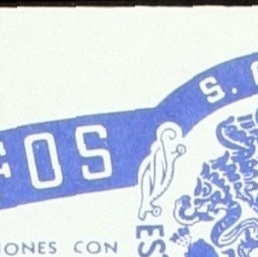 FOS S.
IONES CON
ES